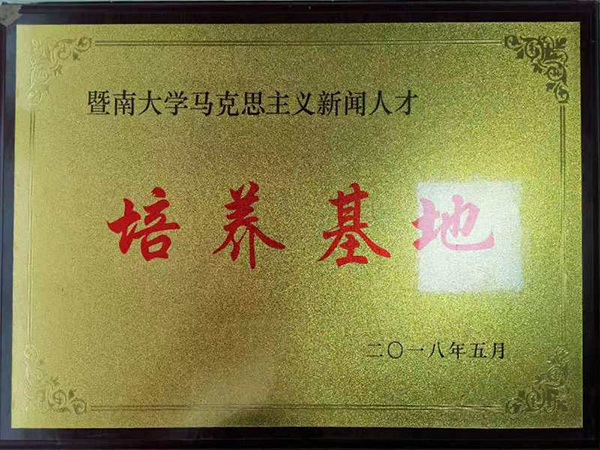 暨南大学马克思主义新闻人才
培养基地
二〇一八年五月